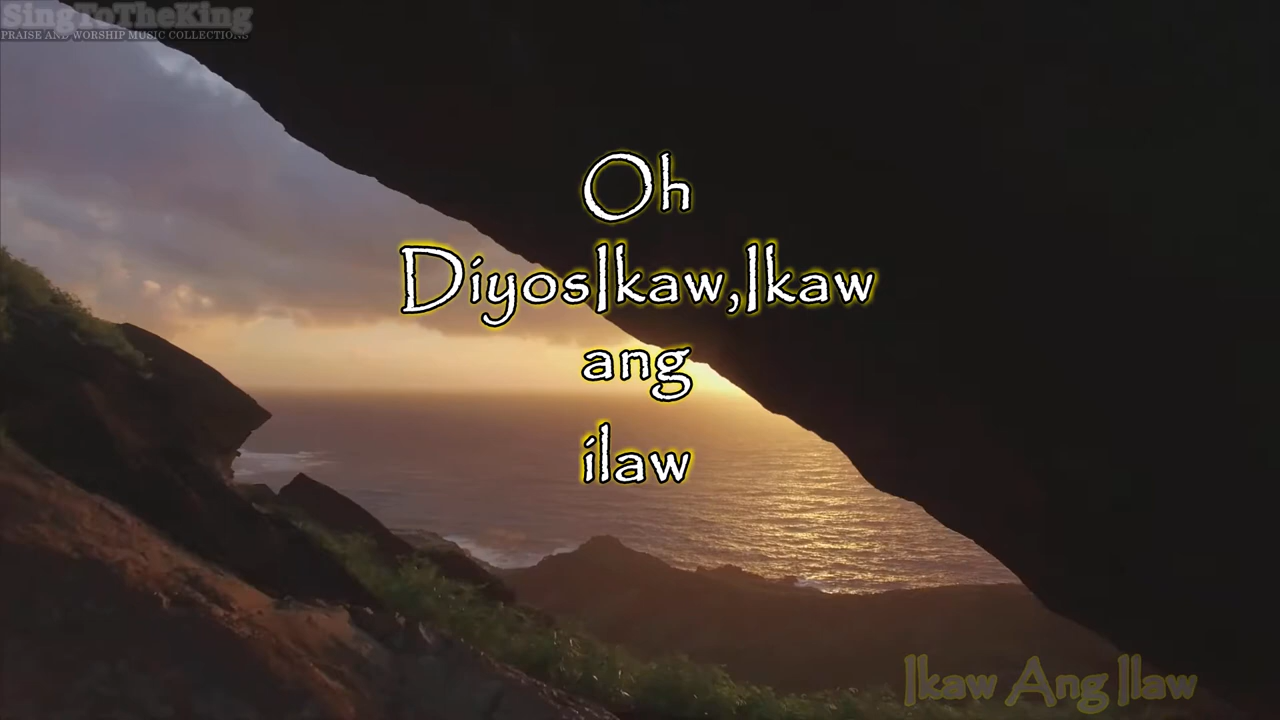 SingToTheKing
PRAISE AND WORSHIP MUSIC COLLECTIONS
Oh
DiyosIkaw,Ikaw
ang
ilaw
Ikaw Ang Ilaw